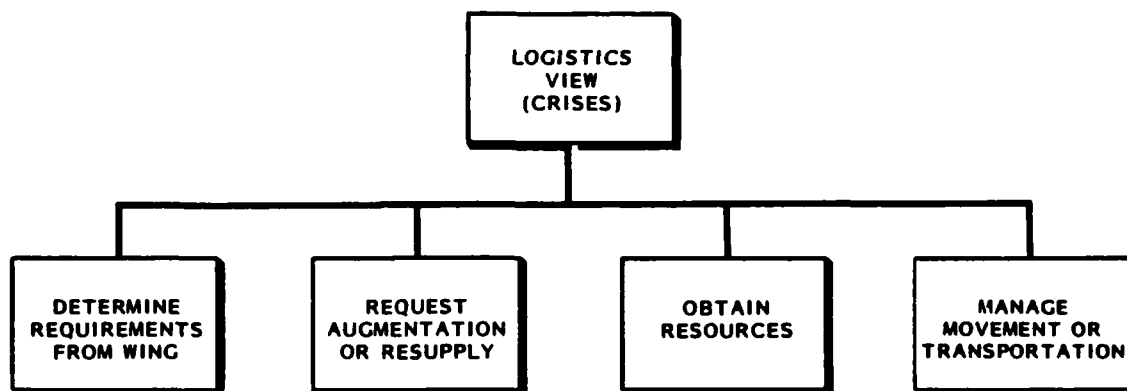 LOGISTICS
VIEW
(CRISES)
DETERMINE
REQUIREMENTS
FROM WING
REQUEST
AUGMENTATION
OR RESUPPLY
OBTAIN
RESOURCES
MANAGE
MOVEMENT OR
TRANSPORTATION